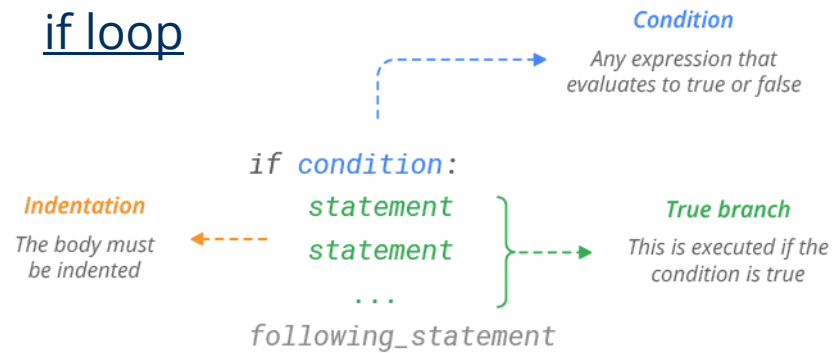 if loop
Condition
Any expression that
evaluates to true or false
if condition:
statement
statement
...
following_statement
Indentation
The body must
be indented
True branch
This is executed if the
condition is true